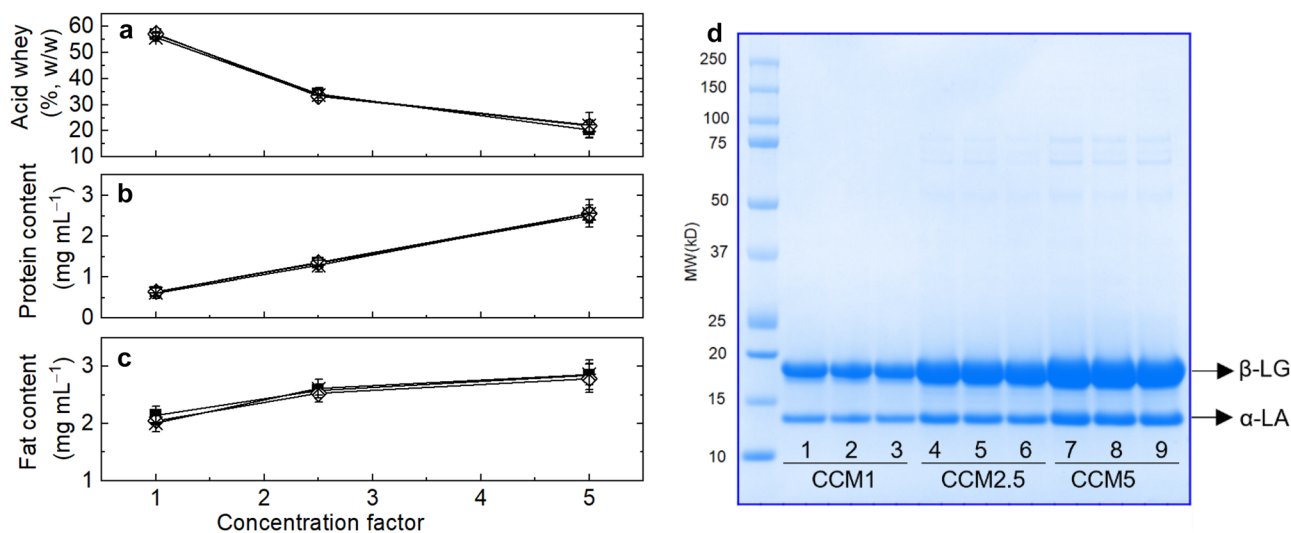 a
60
50
40
30
20
10
Acid whey
(%, w/w)
b
3
2
1
0
Protein content
(mg mL⁻¹)
c
3
2
1
Fat content
(mg mL⁻¹)
1 2 3 4 5
Concentration factor
d
250
150
100
75
50
37
25
20
15
10
MW(kD)
β-LG
α-LA
1 2 3 4 5 6 7 8 9
CCM1 CCM2.5 CCM5